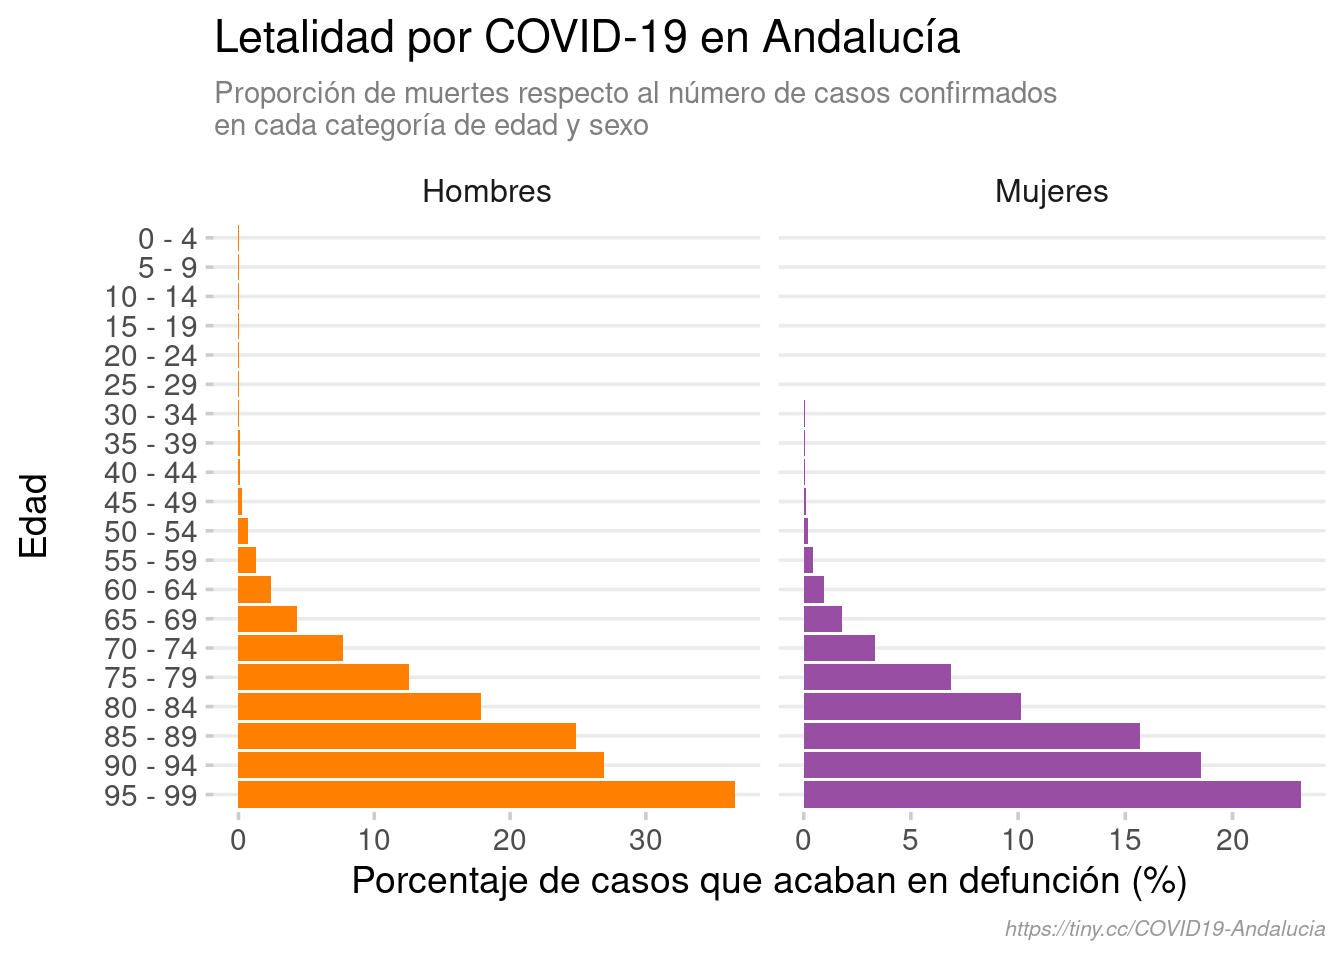 Letalidad por COVID-19 en Andalucía
Proporción de muertes respecto al número de casos confirmados
en cada categoría de edad y sexo
Hombres
Mujeres
Edad
0 - 4
5 - 9
10 - 14
15 - 19
20 - 24
25 - 29
30 - 34
35 - 39
40 - 44
45 - 49
50 - 54
55 - 59
60 - 64
65 - 69
70 - 74
75 - 79
80 - 84
85 - 89
90 - 94
95 - 99
0 10 20 30
0 5 10 15 20
Porcentaje de casos que acaban en defunción (%)
https://tiny.cc/COVID19-Andalucia